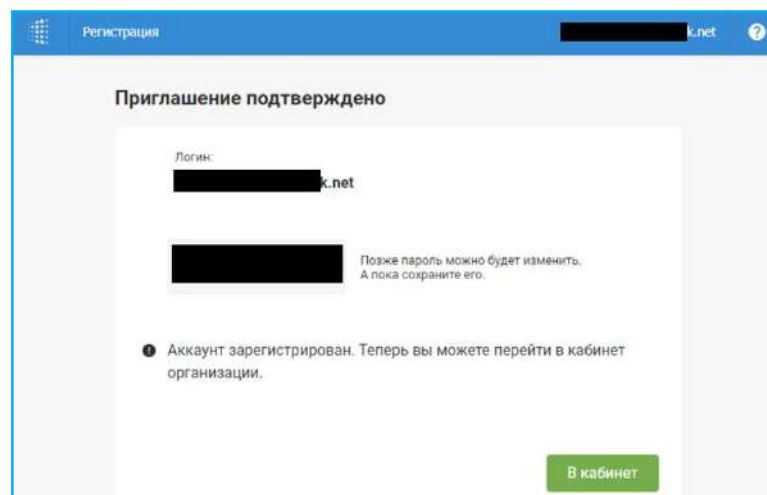 Регистрация
k.net
?
Приглашение подтверждено
Логин:
k.net
Позже пароль можно будет изменить.
А пока сохраните его.
Аккаунт зарегистрирован. Теперь вы можете перейти в кабинет
организации.
В кабинет